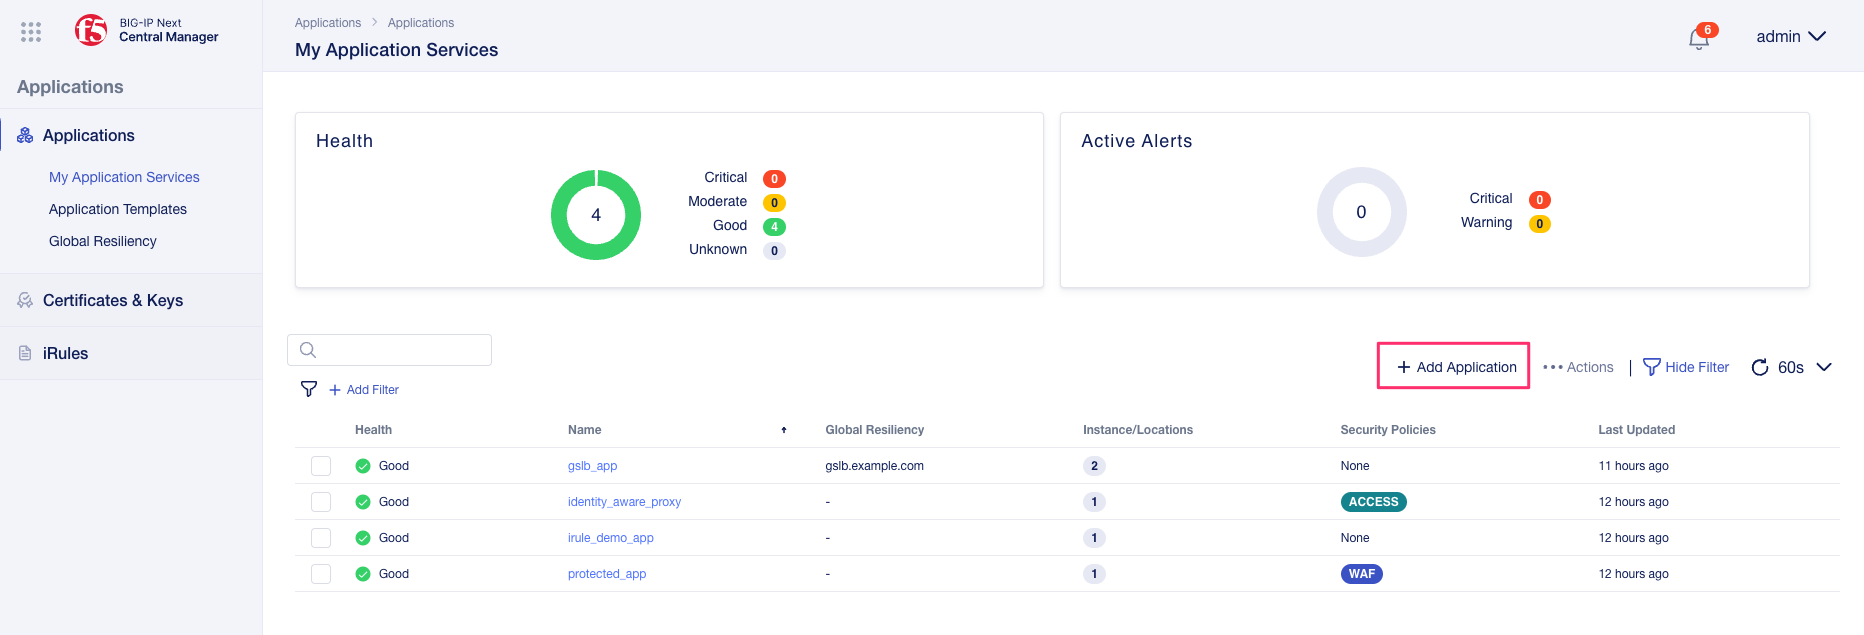 f5
BIG-IP Next
Central Manager
Applications
Applications
My Application Services
Application Templates
Global Resiliency
Certificates & Keys
iRules
Applications > Applications
My Application Services
6
admin
Health
4
Critical 0
Moderate 0
Good 4
Unknown 0
Active Alerts
0
Critical 0
Warning 0
+ Add Application
Actions
Hide Filter
60s
+ Add Filter
Health Name Global Resiliency Instance/Locations Security Policies Last Updated
Good gslb_app gslb.example.com 2 None 11 hours ago
Good identity_aware_proxy - 1 ACCESS 12 hours ago
Good irule_demo_app - 1 None 12 hours ago
Good protected_app - 1 WAF 12 hours ago